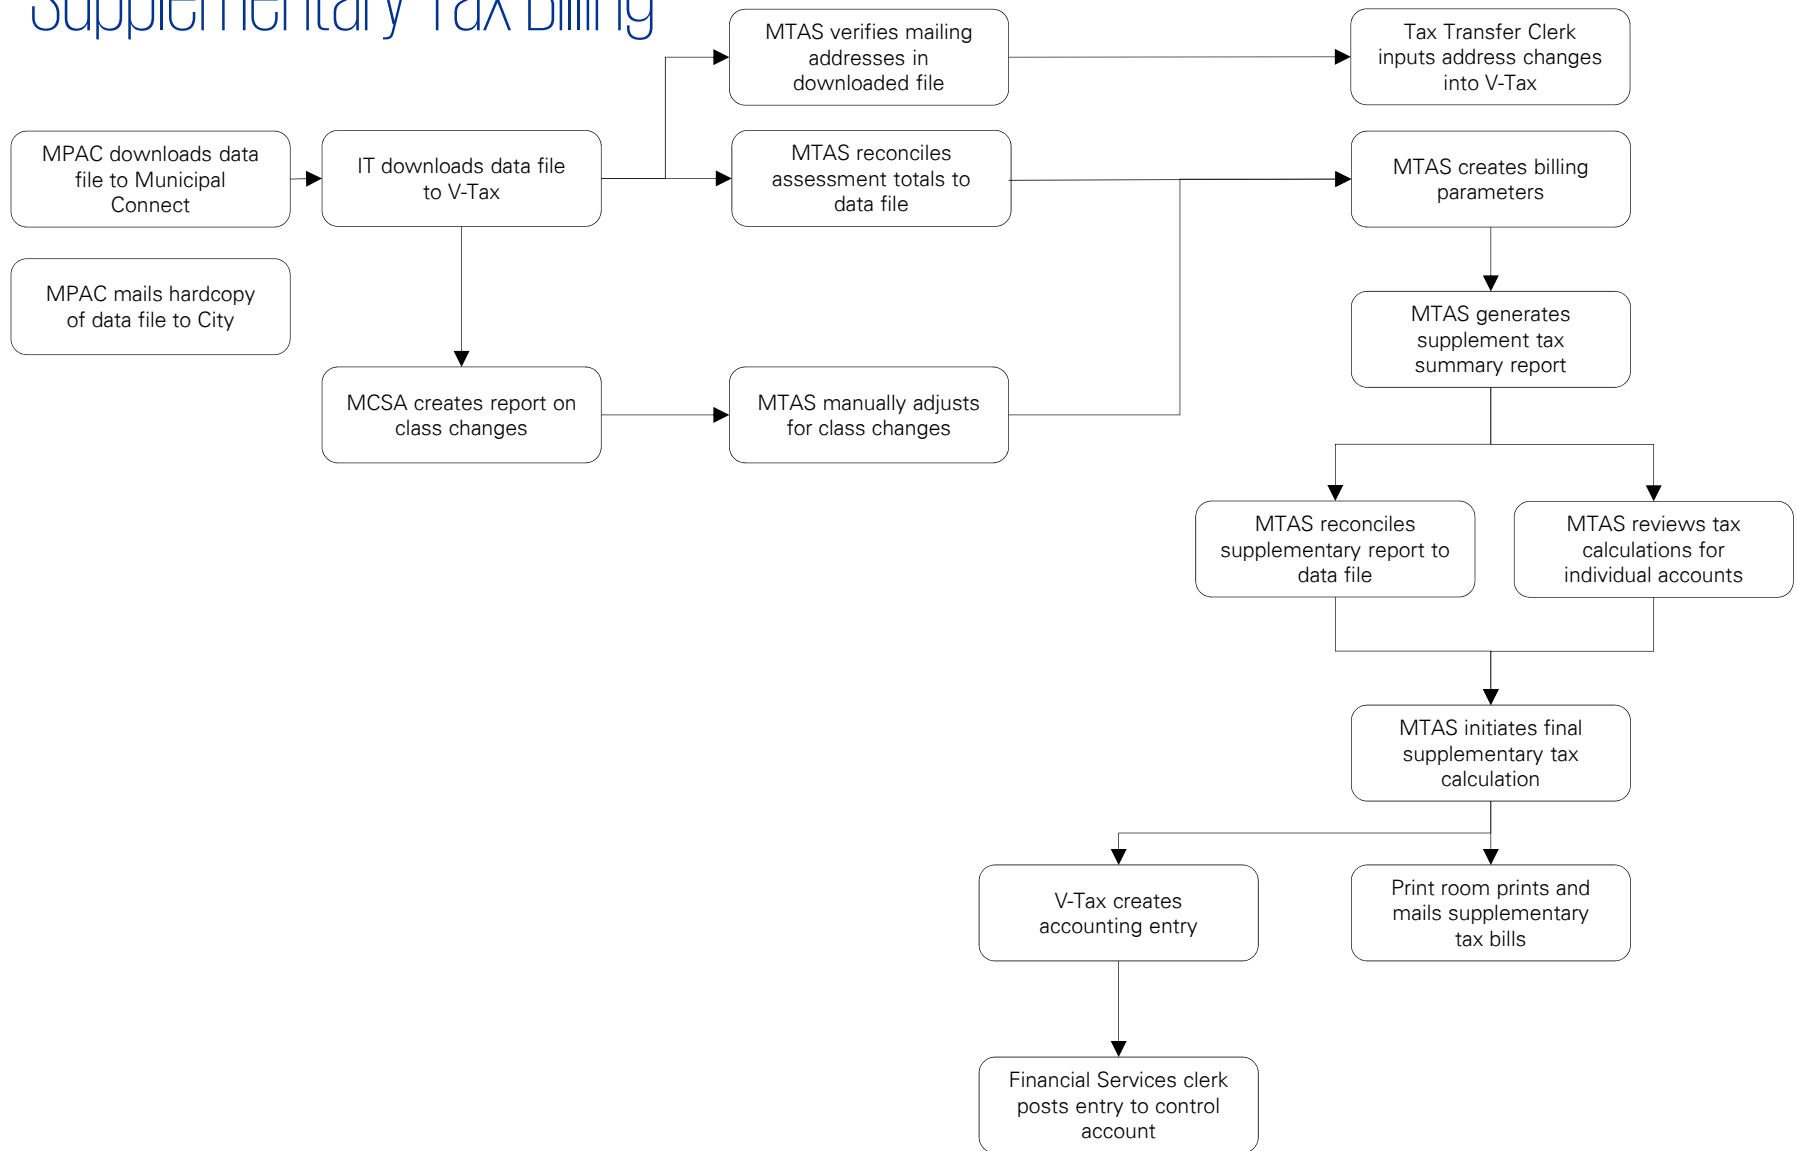 Supplementary Tax Billing
MTAS verifies mailing
addresses in
downloaded file
Tax Transfer Clerk
inputs address changes
into V-Tax
MPAC downloads data
file to Municipal
Connect
IT downloads data file
to V-Tax
MTAS reconciles
assessment totals to
data file
MTAS creates billing
parameters
MPAC mails hardcopy
of data file to City
MTAS generates
supplement tax
summary report
MCSA creates report on
class changes
MTAS manually adjusts
for class changes
MTAS reconciles
supplementary report to
data file
MTAS reviews tax
calculations for
individual accounts
MTAS initiates final
supplementary tax
calculation
V-Tax creates
accounting entry
Print room prints and
mails supplementary
tax bills
Financial Services clerk
posts entry to control
account